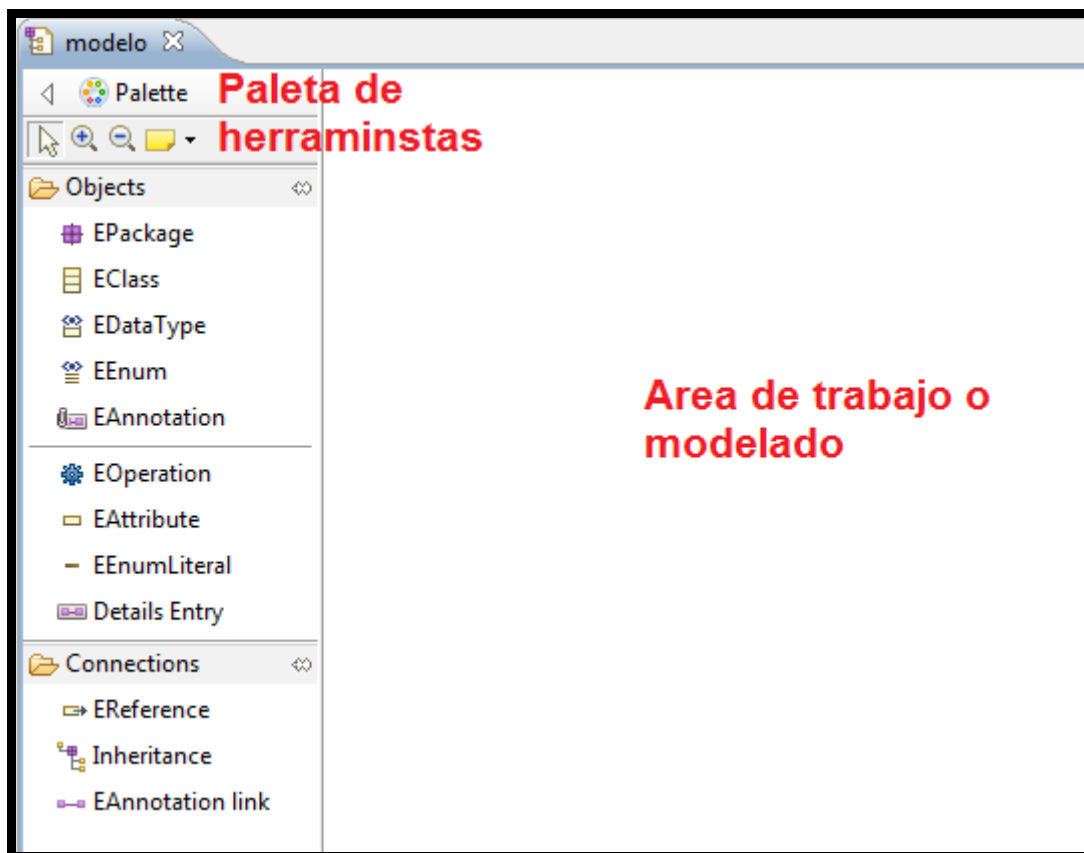 modelo
Palette
Paleta de
herraminstas
Objects
EPackage
EClass
EDataType
EEnum
EAnnotation
EOperation
EAttribute
EEnumLiteral
Details Entry
Connections
EReference
Inheritance
EAnnotation link
Area de trabajo o
modelado